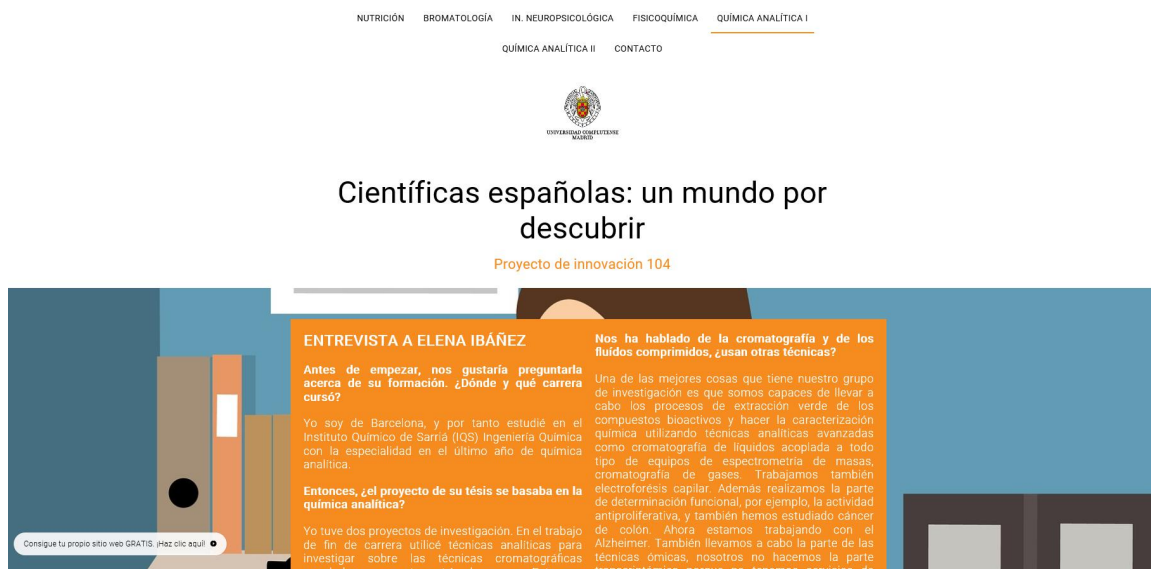 NUTRICIÓN BROMATOLOGÍA IN. NEUROPSICOLÓGICA FISICOQUÍMICA QUÍMICA ANALÍTICA I
QUÍMICA ANALÍTICA II CONTACTO
UNIVERSIDAD COMPLUTENSE
MADRID
Científicas españolas: un mundo por
descubrir
Proyecto de innovación 104
ENTREVISTA A ELENA IBÁÑEZ
Antes de empezar, nos gustaría preguntarla
acerca de su formación. ¿Dónde y qué carrera
cursó?
Yo soy de Barcelona, y por tanto estudié en el
Instituto Químico de Sarriá (IQS) Ingeniería Química
con la especialidad en el último año de química
analítica.
Entonces, ¿el proyecto de su tésis se basaba en la
química analítica?
Yo tuve dos proyectos de investigación. En el trabajo
de fin de carrera utilicé técnicas analíticas para
investigar sobre las técnicas cromatográficas
Nos ha hablado de la cromatografía y de los
fluídos comprimidos, ¿usan otras técnicas?
Una de las mejores cosas que tiene nuestro grupo
de investigación es que somos capaces de llevar a
cabo los procesos de extracción verde de los
compuestos bioactivos y hacer la caracterización
química utilizando técnicas analíticas avanzadas
como cromatografía de líquidos acoplada a todo
tipo de equipos de espectrometría de masas,
cromatografía de gases. Trabajamos también
electroforésis capilar. Además realizamos la parte
de determinación funcional, por ejemplo, la actividad
antiproliferativa, y también hemos estudiado cáncer
de colón. Ahora estamos trabajando con el
Alzheimer. También llevamos a cabo la parte de las
técnicas ómicas, nosotros no hacemos la parte
Consigue tu propio sitio web GRATIS. ¡Haz clic aquí!